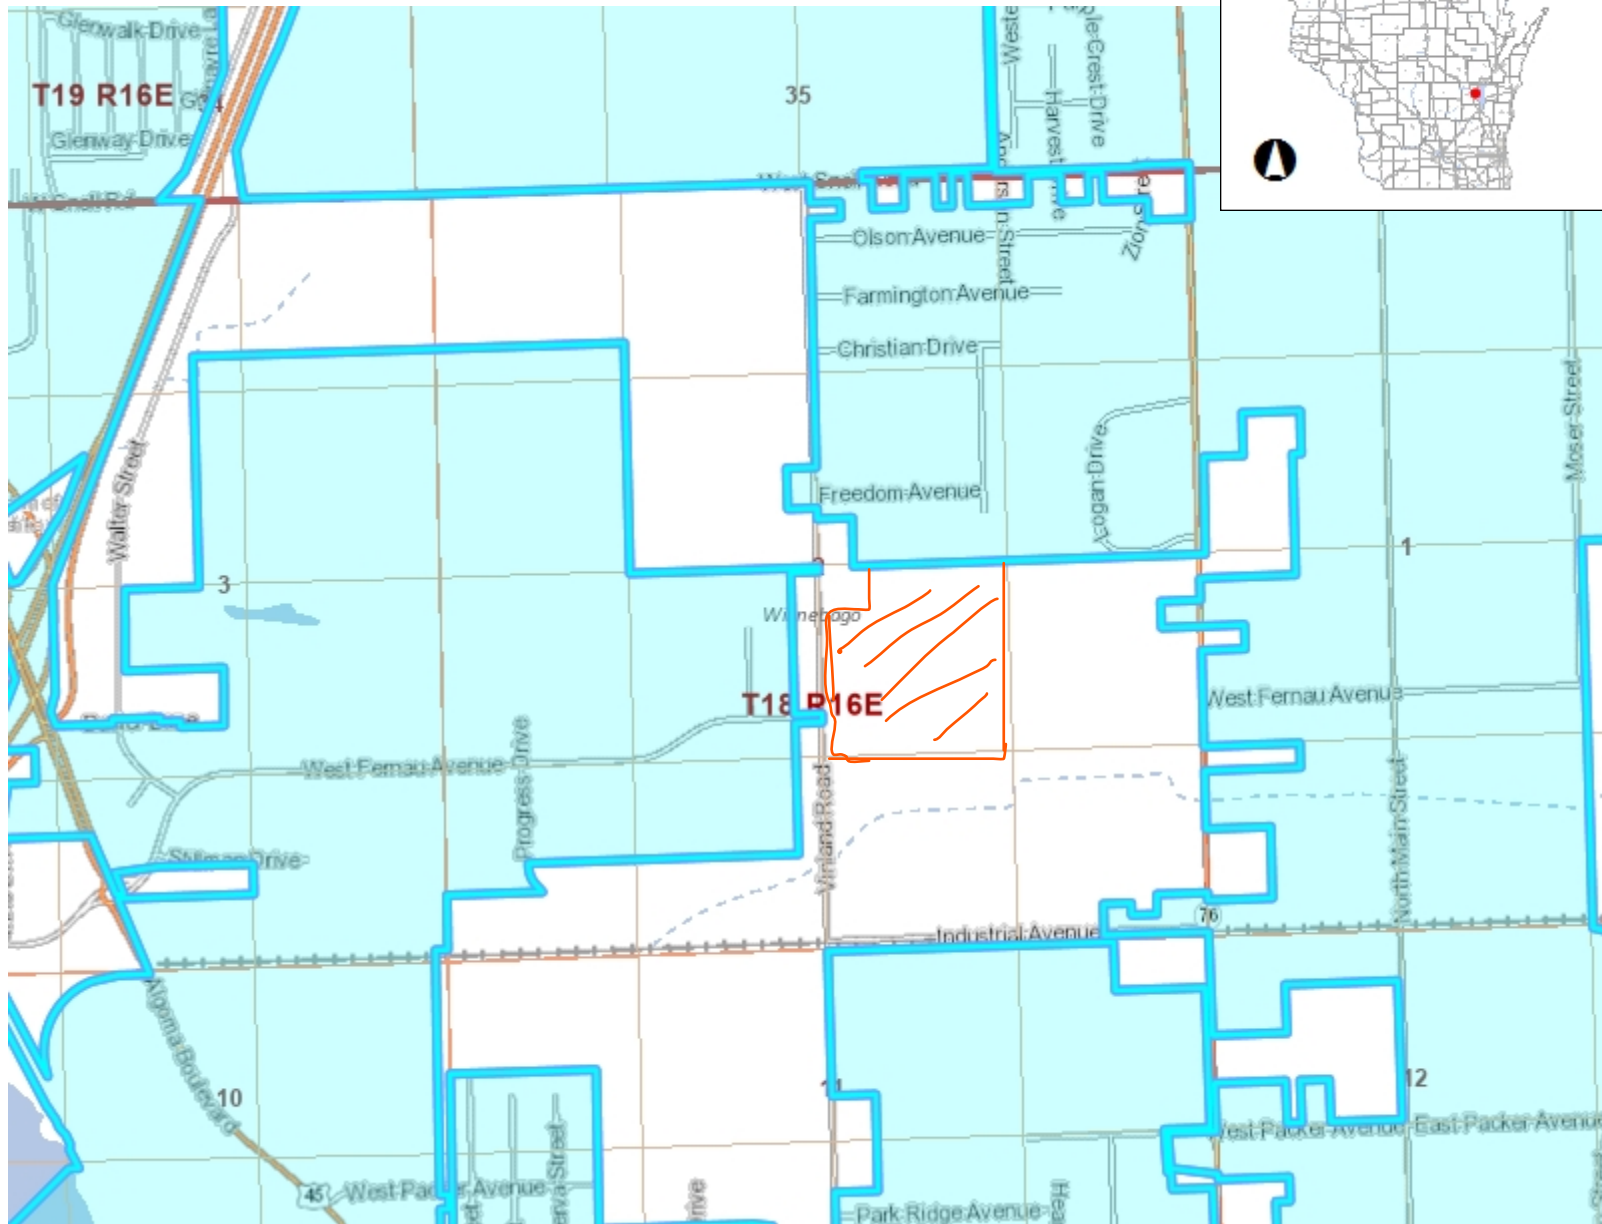 Glenwalk Drive
T19 R16E
35
Harvest
Glenway Drive
Olson Avenue
Farmington Avenue
Christian Drive
Logan Drive
Moser Street
Walter Street
Freedom Avenue
1
3
Winnebago
T18 R16E
West Fernau Avenue
West Fernau Avenue
Progress Drive
Vinland Road
North Main Street
Stillman Drive
76
Industrial Avenue
Algoma Boulevard
10
11
12
West Packer Avenue
East Packer Avenue
45
West Packer Avenue
Park Ridge Avenue